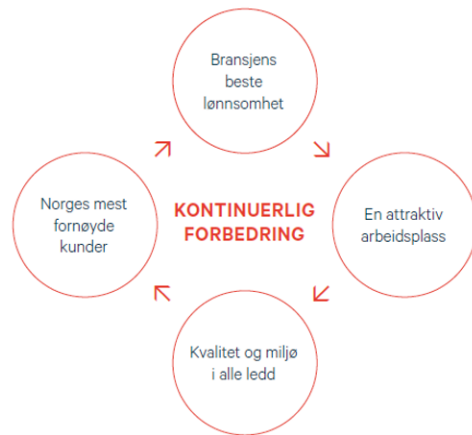 Bransjens
beste
lønnsomhet
Norges mest
fornøyde
kunder
KONTINUERLIG
FORBEDRING
En attraktiv
arbeidsplass
Kvalitet og miljø
i alle ledd